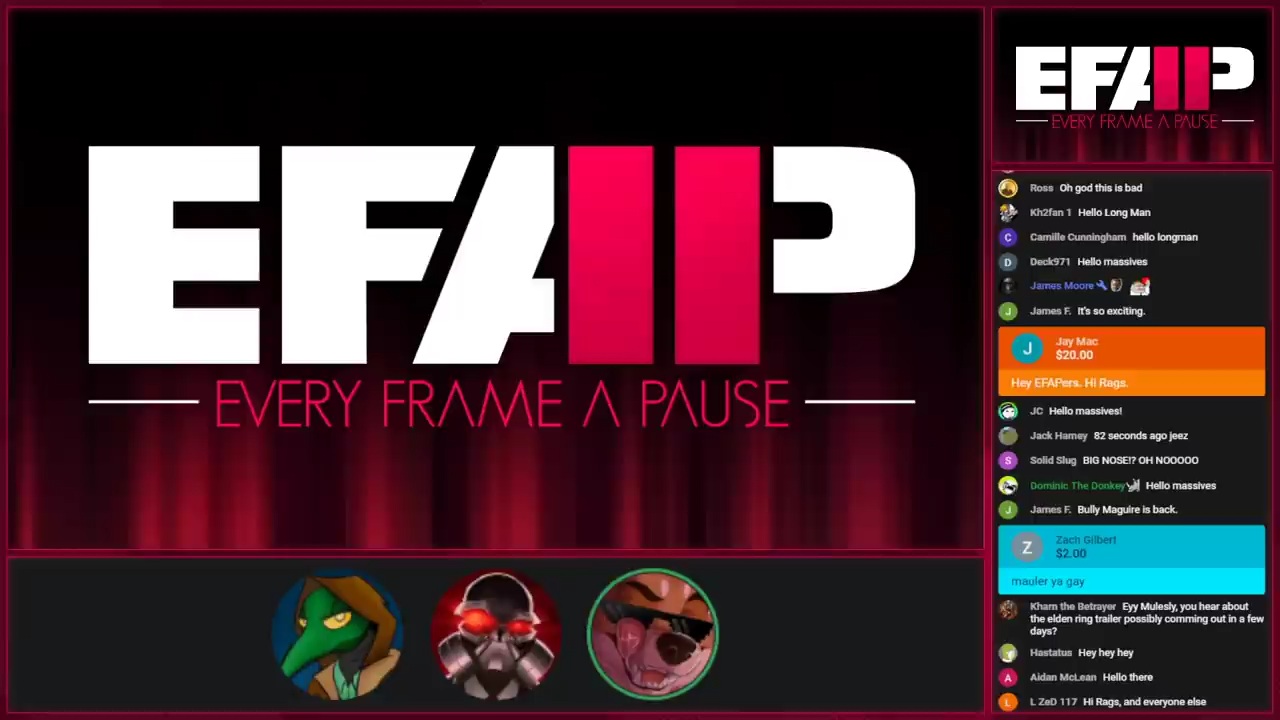 EFAP
EVERY FRAME A PAUSE
EFAP
EVERY FRAME A PAUSE
Ross Oh god this is bad
Kh2fan 1 Hello Long Man
C Camille Cunningham hello longman
D Deck971 Hello massives
James Moore
J James F. It's so exciting.
J Jay Mac
$20.00
Hey EFAPers. Hi Rags.
JC Hello massives!
Jack Harney 82 seconds ago jeez
S Solid Slug BIG NOSE!? OH NOOOOO
Dominic The Donkey Hello massives
J James F. Bully Maguire is back.
Z Zach Gilbert
$2.00
mauler ya gay
Kharn the Betrayer Eyy Mulesly, you hear about
the elden ring trailer possibly comming out in a few
days?
Hastatus Hey hey hey
A Aidan McLean Hello there
L L ZeD 117 Hi Rags, and everyone else